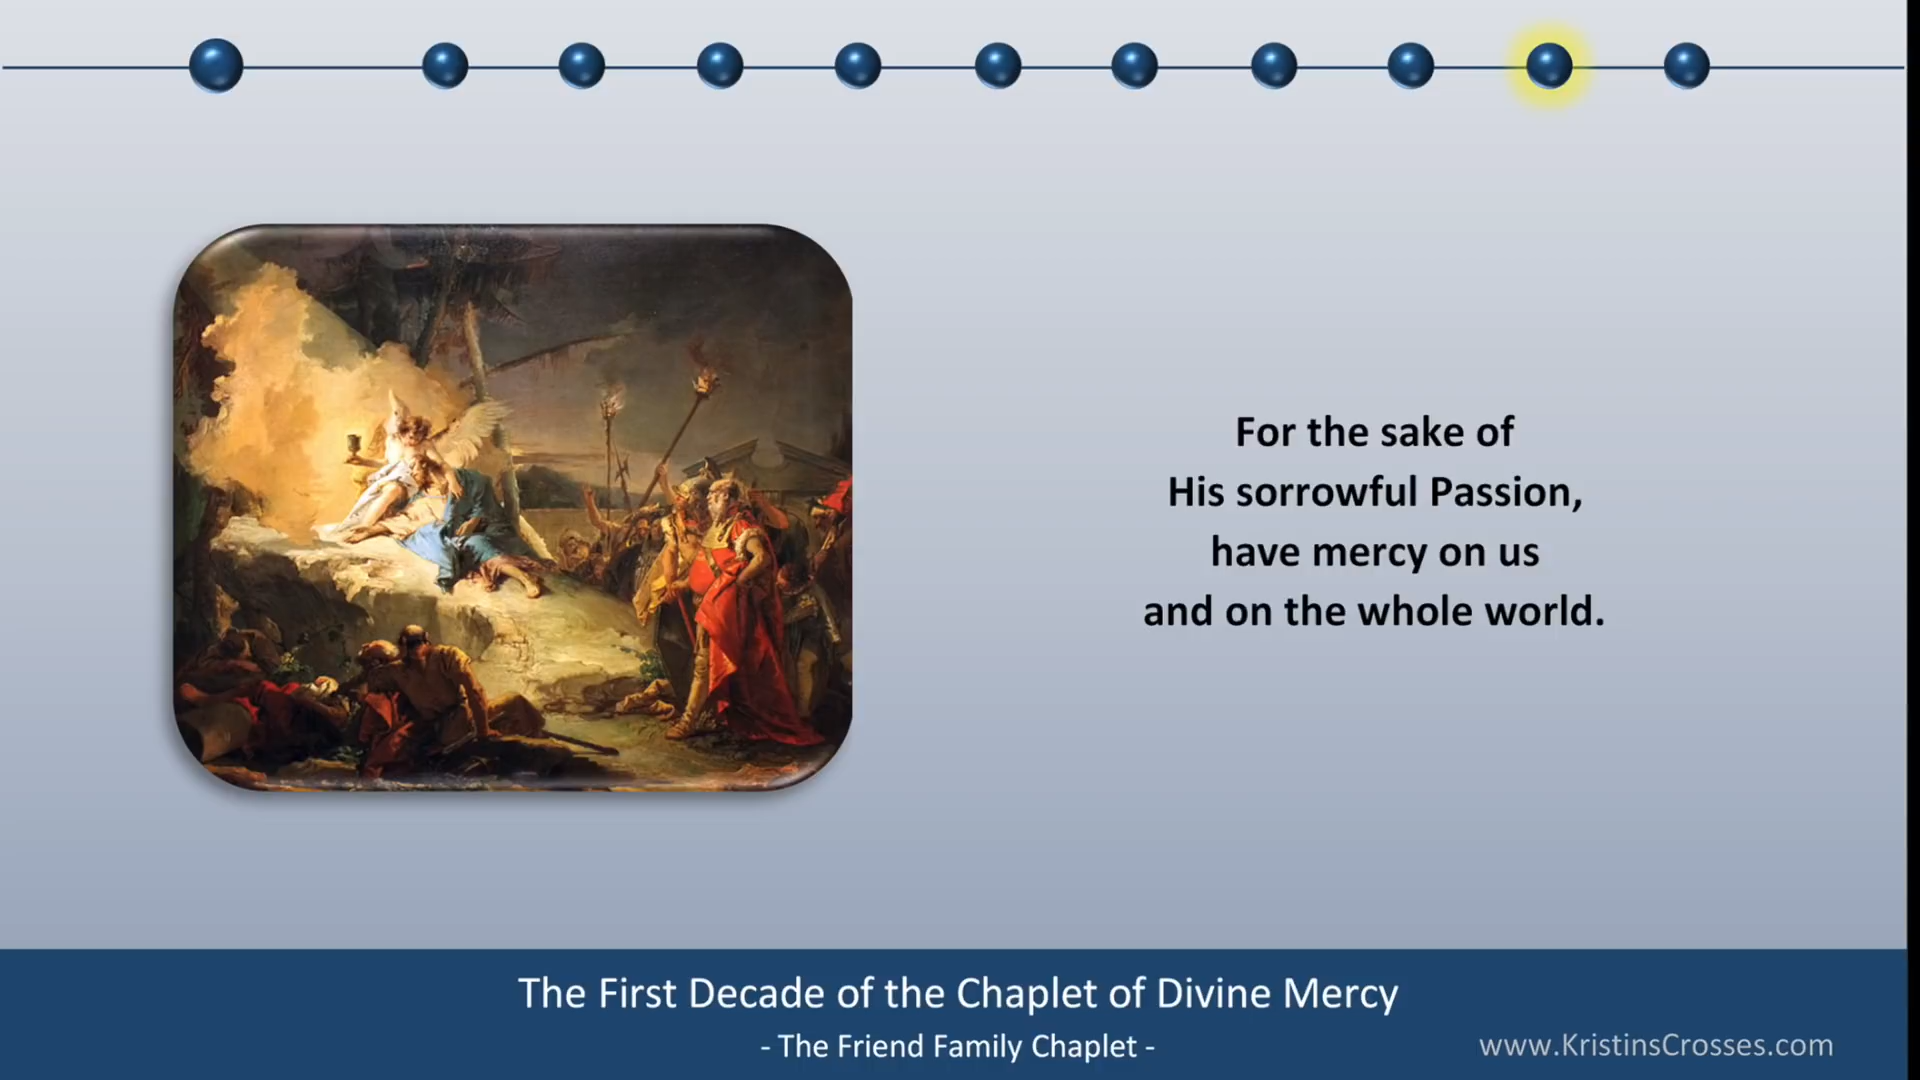 For the sake of
His sorrowful Passion,
have mercy on us
and on the whole world.
The First Decade of the Chaplet of Divine Mercy
- The Friend Family Chaplet -
www.KristinsCrosses.com